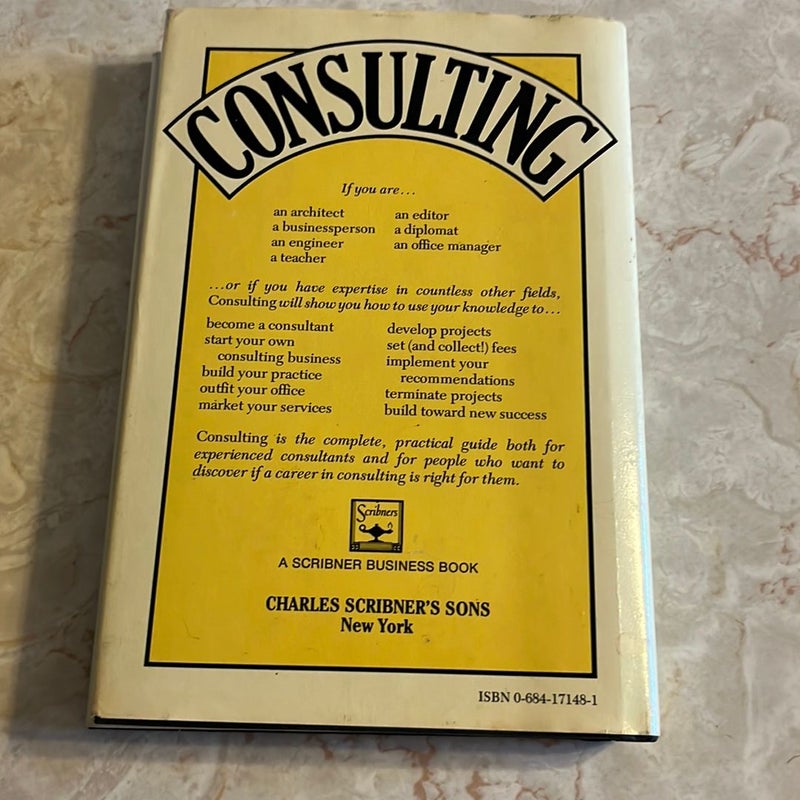 CONSULTING
If you are...
an architect
a businessperson
an engineer
a teacher
an editor
a diplomat
an office manager
...or if you have expertise in countless other fields,
Consulting will show you how to use your knowledge to...
become a consultant
start your own
consulting business
build your practice
outfit your office
market your services
develop projects
set (and collect!) fees
implement your
recommendations
terminate projects
build toward new success
Consulting is the complete, practical guide both for
experienced consultants and for people who want to
discover if a career in consulting is right for them.
Scribners
A SCRIBNER BUSINESS BOOK
CHARLES SCRIBNER'S SONS
New York
ISBN 0-684-17148-1